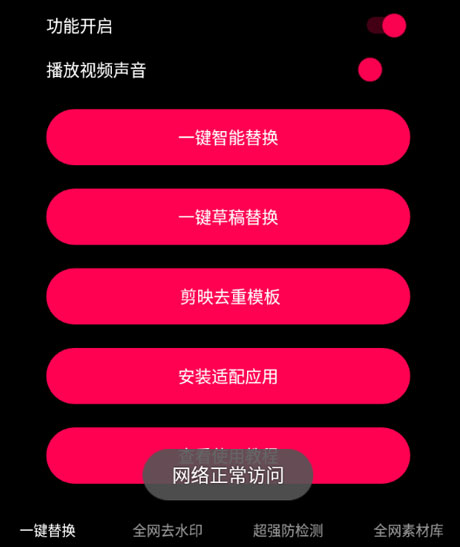 功能开启
播放视频声音
一键智能替换
一键草稿替换
剪映去重模板
安装适配应用
查看使用教程
网络正常访问
一键替换
全网去水印
超强防检测
全网素材库